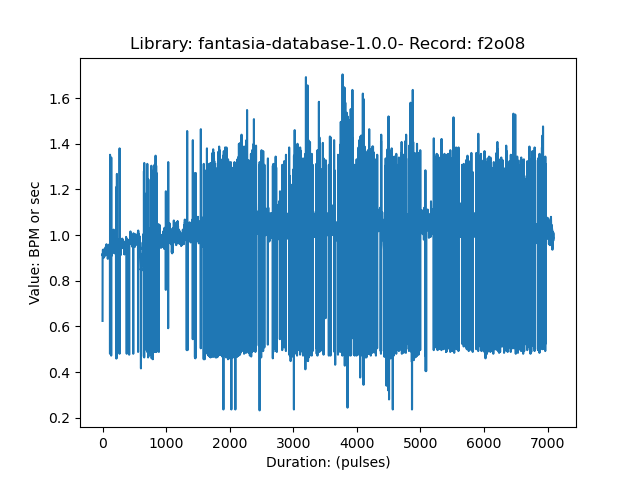 Library: fantasia-database-1.0.0- Record: f2o08
1.6
1.4
1.2
1.0
0.8
0.6
0.4
0.2
Value: BPM or sec
0 1000 2000 3000 4000 5000 6000 7000
Duration: (pulses)